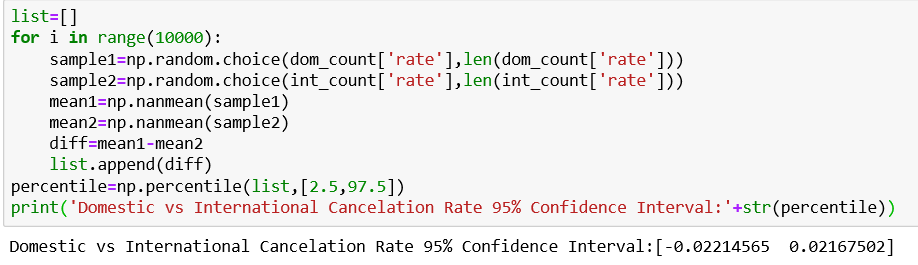 list=[]
for i in range(10000):
    sample1=np.random.choice(dom_count['rate'],len(dom_count['rate']))
    sample2=np.random.choice(int_count['rate'],len(int_count['rate']))
    mean1=np.nanmean(sample1)
    mean2=np.nanmean(sample2)
    diff=mean1-mean2
    list.append(diff)
percentile=np.percentile(list,[2.5,97.5])
print('Domestic vs International Cancelation Rate 95% Confidence Interval:'+str(percentile))
Domestic vs International Cancelation Rate 95% Confidence Interval:[-0.02214565  0.02167502]